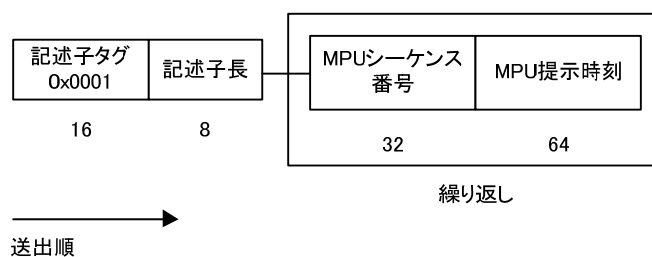 記述子タグ
0x0001
記述子長
MPUシーケンス
番号
MPU提示時刻
16
8
32
64
繰り返し
送出順